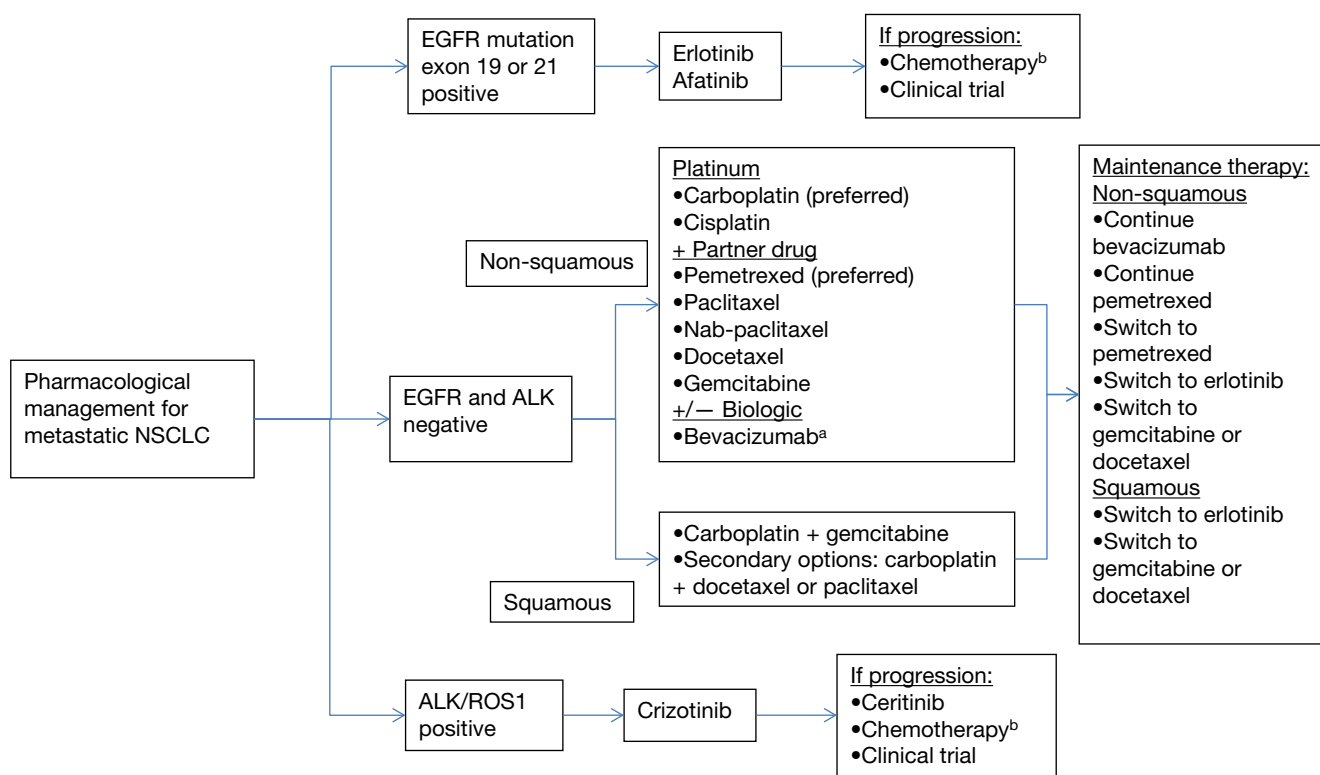 EGFR mutation
exon 19 or 21
positive
Erlotinib
Afatinib
If progression:
•Chemotherapyᵇ
•Clinical trial
Pharmacological
management for
metastatic NSCLC
EGFR and ALK
negative
Non-squamous
Platinum
•Carboplatin (preferred)
•Cisplatin
+ Partner drug
•Pemetrexed (preferred)
•Paclitaxel
•Nab-paclitaxel
•Docetaxel
•Gemcitabine
+/— Biologic
•Bevacizumabᵃ
Squamous
•Carboplatin + gemcitabine
•Secondary options: carboplatin
+ docetaxel or paclitaxel
Maintenance therapy:
Non-squamous
•Continue
bevacizumab
•Continue
pemetrexed
•Switch to
pemetrexed
•Switch to erlotinib
•Switch to
gemcitabine or
docetaxel
Squamous
•Switch to erlotinib
•Switch to
gemcitabine or
docetaxel
ALK/ROS1
positive
Crizotinib
If progression:
•Ceritinib
•Chemotherapyᵇ
•Clinical trial